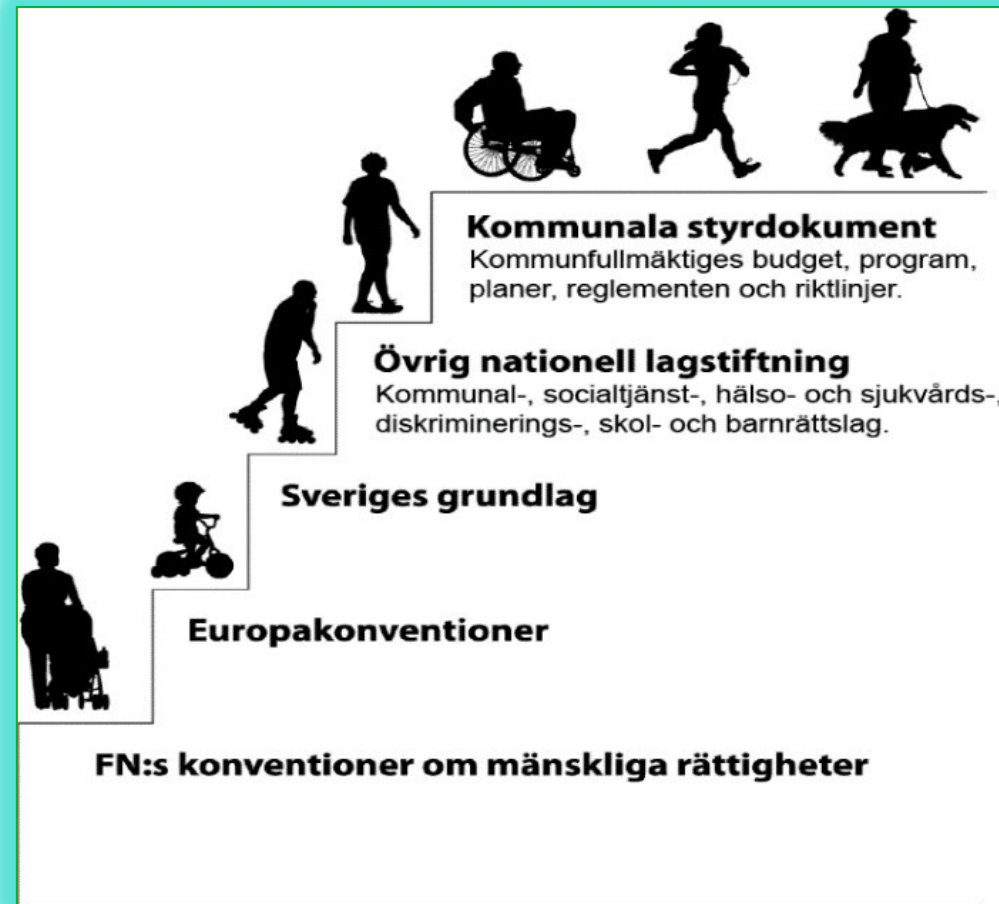 Kommunala styrdokument
Kommunfullmäktiges budget, program,
planer, reglementen och riktlinjer.
Övrig nationell lagstiftning
Kommunal-, socialtjänst-, hälso- och sjukvårds-,
diskriminerings-, skol- och barnrättslag.
Sveriges grundlag
Europakonventioner
FN:s konventioner om mänskliga rättigheter